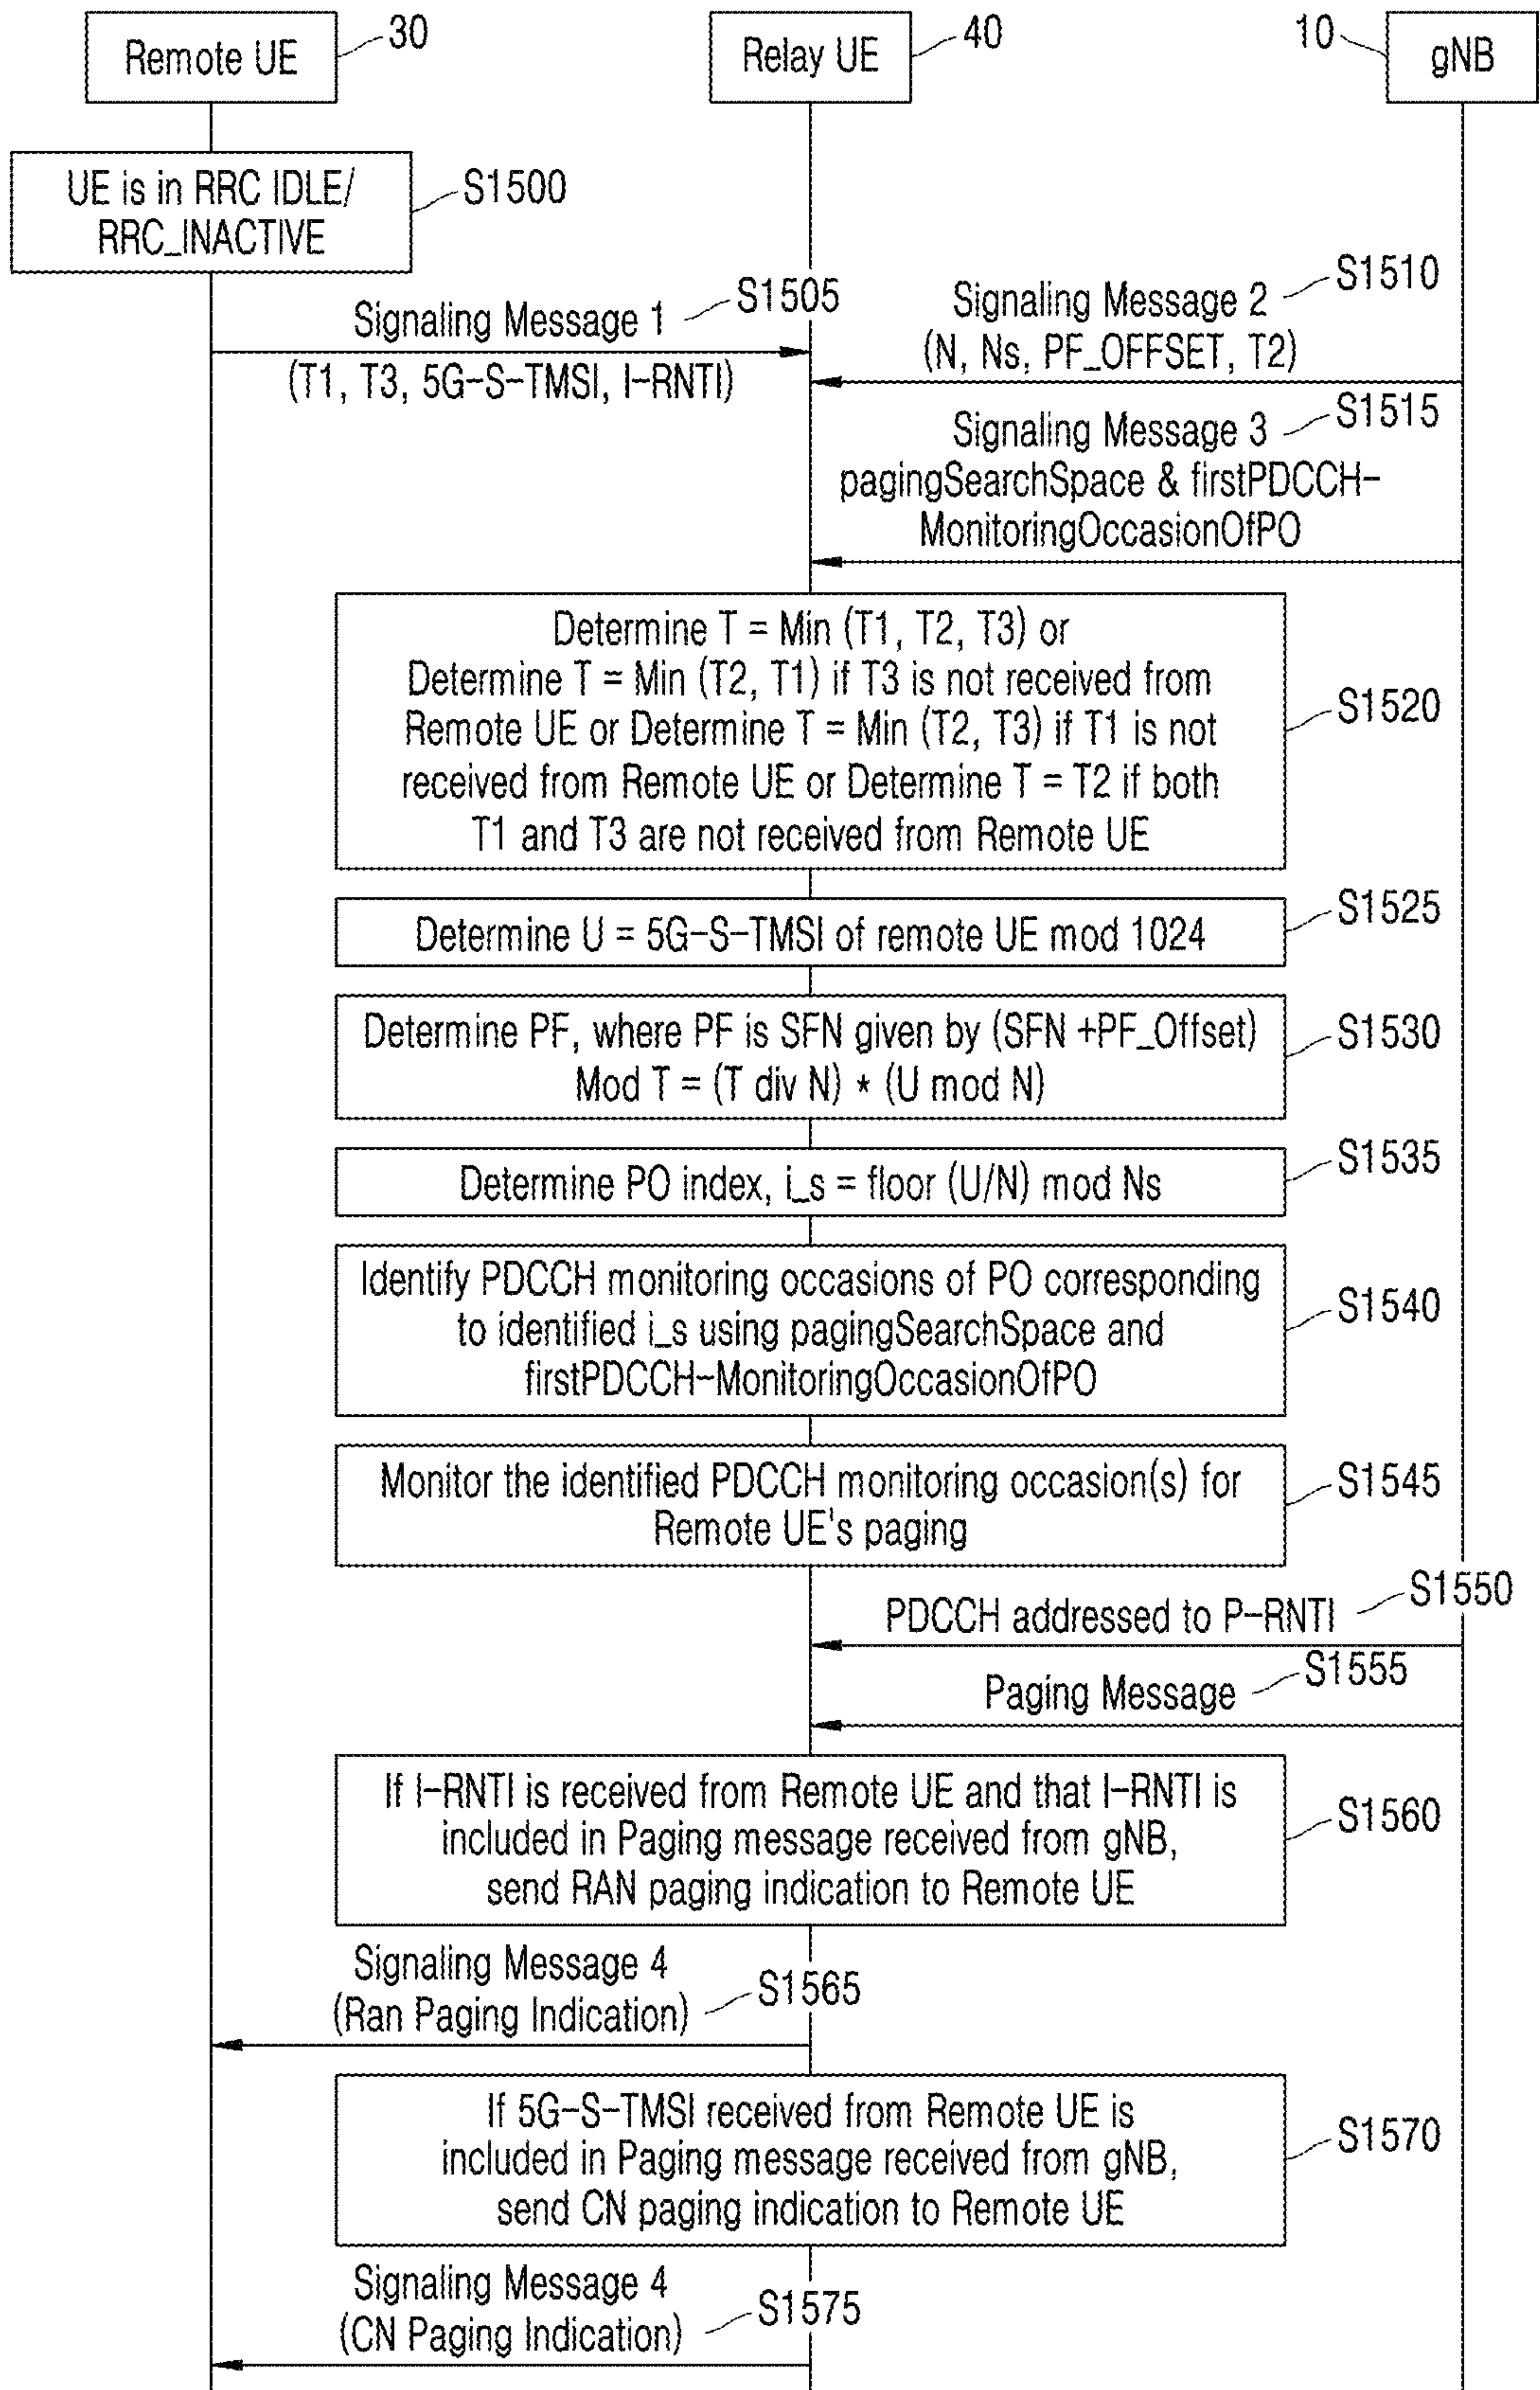 Remote UE
30
Relay UE
40
10
gNB
UE is in RRC IDLE/
RRC_INACTIVE
S1500
Signaling Message 1
S1505
(T1, T3, 5G-S-TMSI, I-RNTI)
Signaling Message 2
S1510
(N, Ns, PF_OFFSET, T2)
Signaling Message 3
S1515
pagingSearchSpace & firstPDCCH-
MonitoringOccasionOfPO
Determine T = Min (T1, T2, T3) or
Determine T = Min (T2, T1) if T3 is not received from
Remote UE or Determine T = Min (T2, T3) if T1 is not
received from Remote UE or Determine T = T2 if both
T1 and T3 are not received from Remote UE
S1520
Determine U = 5G-S-TMSI of remote UE mod 1024
S1525
Determine PF, where PF is SFN given by (SFN +PF_Offset)
Mod T = (T div N) * (U mod N)
S1530
Determine PO index, i_s = floor (U/N) mod Ns
S1535
Identify PDCCH monitoring occasions of PO corresponding
to identified i_s using pagingSearchSpace and
firstPDCCH-MonitoringOccasionOfPO
S1540
Monitor the identified PDCCH monitoring occasion(s) for
Remote UE's paging
S1545
PDCCH addressed to P-RNTI
S1550
Paging Message
S1555
If I-RNTI is received from Remote UE and that I-RNTI is
included in Paging message received from gNB,
send RAN paging indication to Remote UE
S1560
Signaling Message 4
(Ran Paging Indication)
S1565
If 5G-S-TMSI received from Remote UE is
included in Paging message received from gNB,
send CN paging indication to Remote UE
S1570
Signaling Message 4
(CN Paging Indication)
S1575